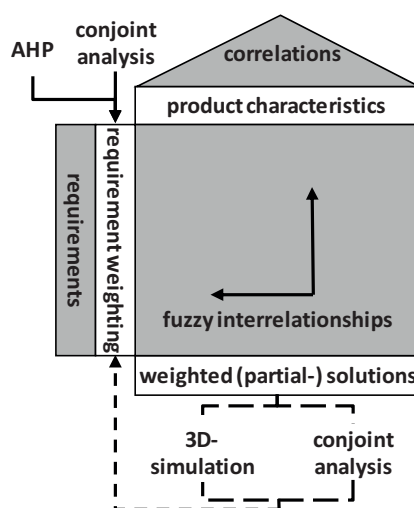 AHP
conjoint
analysis
correlations
product characteristics
requirements
requirement weighting
fuzzy interrelationships
weighted (partial-) solutions
3D-
simulation
conjoint
analysis